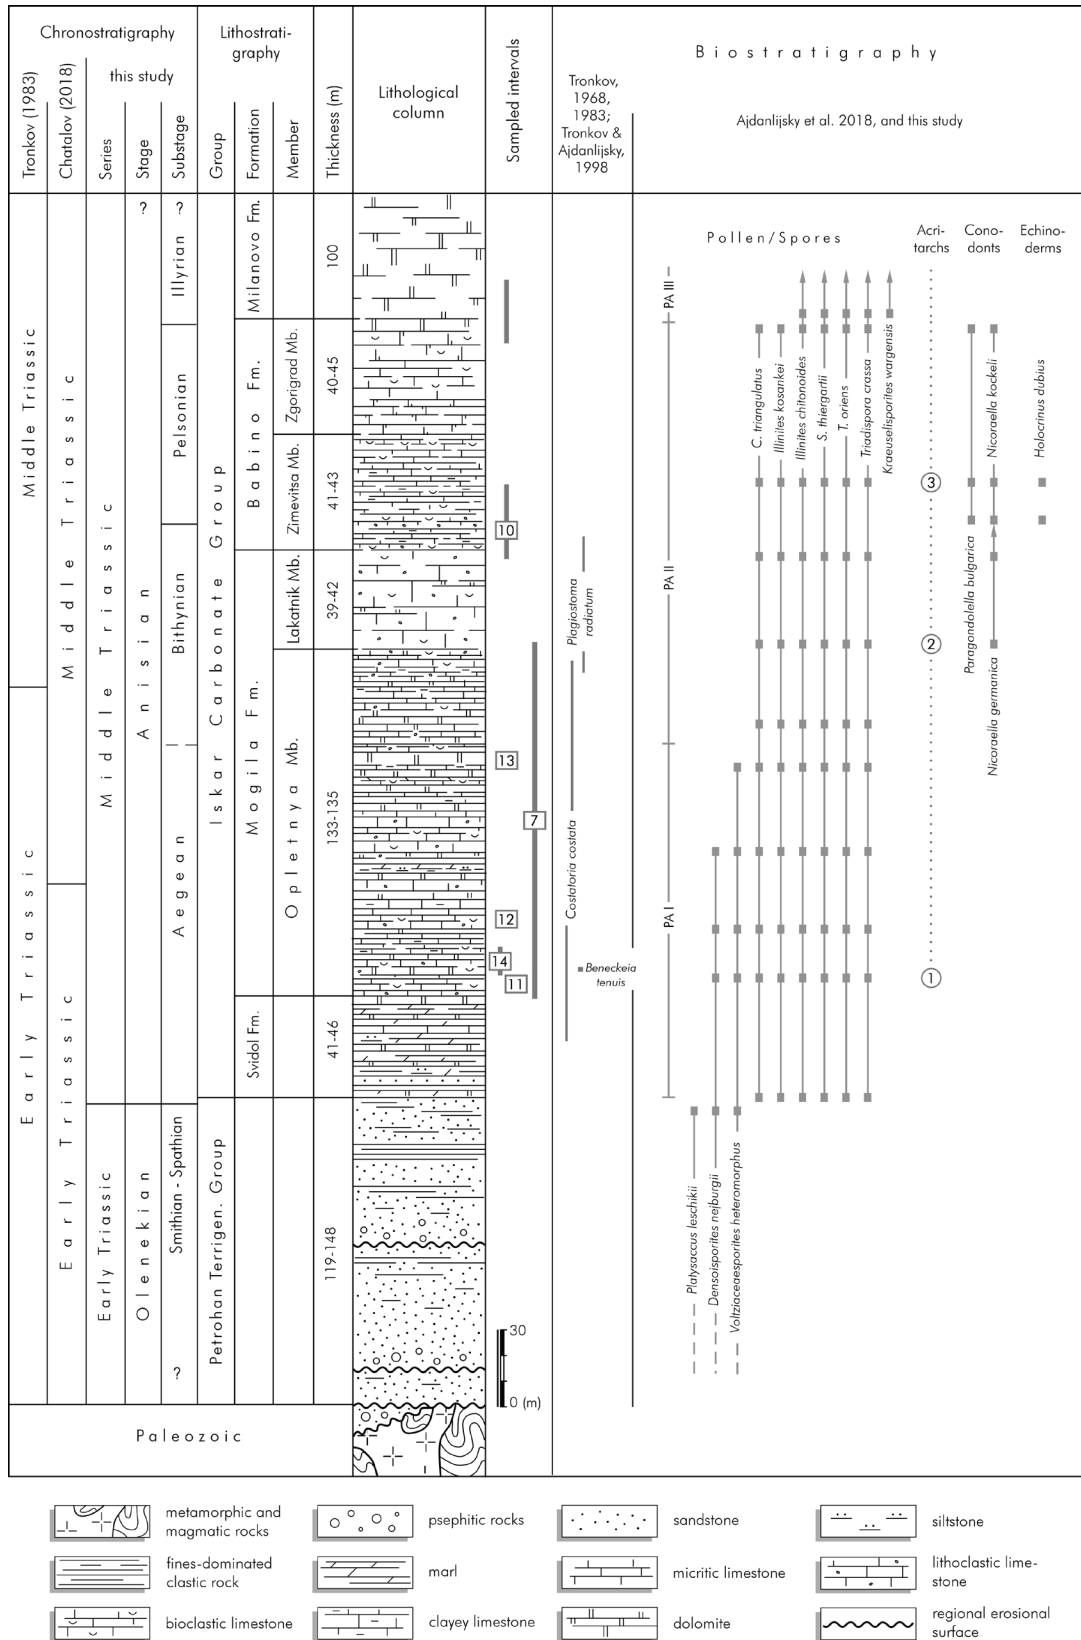 Chronostratigraphy
Lithostrati-
graphy
Tronkov (1983)
Chatalov (2018)
this study
Series
Stage
Substage
Group
Formation
Member
Thickness (m)
Lithological
column
Sampled intervals
Biostratigraphy
Tronkov,
1968,
1983;
Tronkov &
Ajdanlijsky,
1998
Ajdanlijsky et al. 2018, and this study
Pollen/Spores
Acri-
tarchs
Cono-
donts
Echino-
derms
Middle Triassic
Early Triassic
Middle Triassic
Early Triassic
Middle Triassic
Early Triassic
?
Anisian
Olenekian
?
Illyrian
Pelsonian
Bithynian
Aegean
Smithian - Spathian
?
Iskar Carbonate Group
Petrohan Terrigen. Group
Milanovo Fm.
Babino Fm.
Mogila Fm.
Svidol Fm.
Zgorigrad Mb.
Zimevitsa Mb.
Lakatnik Mb.
Opletnya Mb.
100
40-45
41-43
39-42
133-135
41-46
119-148
Paleozoic
10
13
7
12
14
11
30
0 (m)
Plagiostoma
radiatum
Costatoria costata
Beneckeia
tenuis
PA III
PA II
PA I
Platysaccus leschikii
Densoisporites nejburgii
Voltziaceaesporites heteromorphus
C. triangulatus
Illinites kosankei
Illinites chitonoides
S. thiergartii
T. oriens
Triadispora crassa
Kraeuselisporites wargensis
3
2
1
Paragondolella bulgarica
Nicoraella kockeli
Nicoraella germanica
Holocrinus dubius
metamorphic and
magmatic rocks
psephitic rocks
sandstone
siltstone
fines-dominated
clastic rock
marl
micritic limestone
lithoclastic lime-
stone
bioclastic limestone
clayey limestone
dolomite
regional erosional
surface